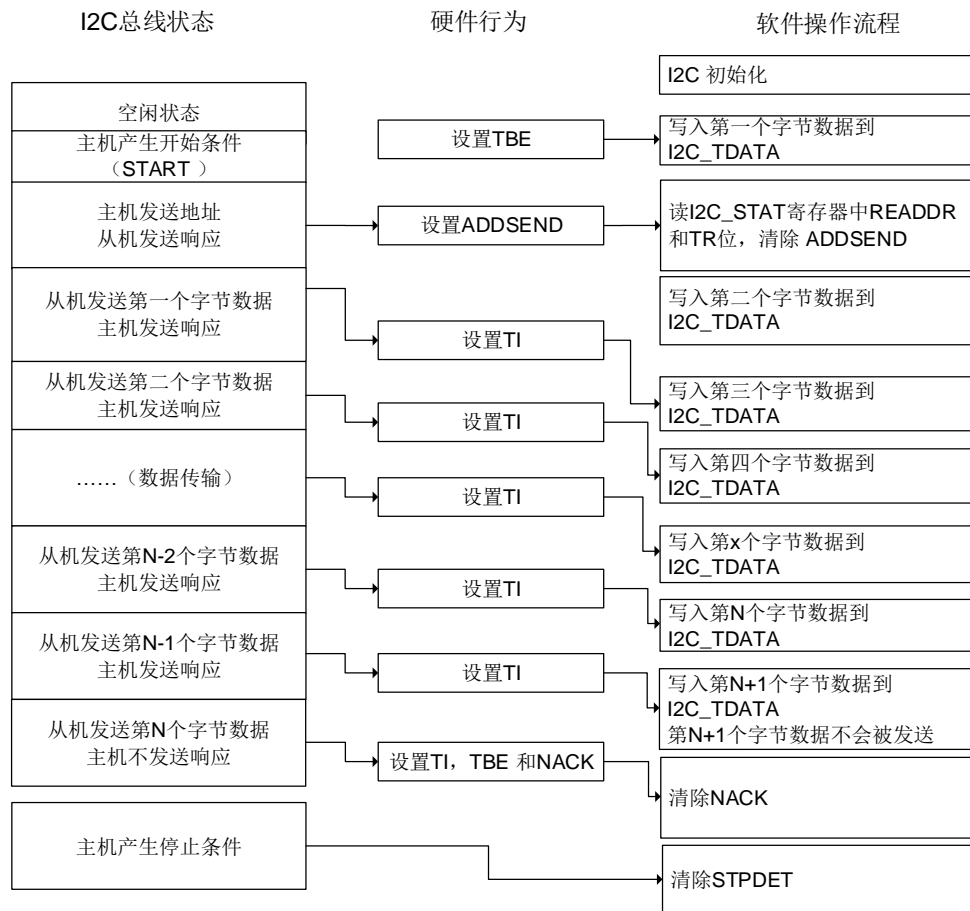 I2C总线状态
硬件行为
软件操作流程
I2C 初始化
空闲状态
主机产生开始条件
（START ）
设置TBE
写入第一个字节数据到
I2C_TDATA
主机发送地址
从机发送响应
设置ADDSEND
读I2C_STAT寄存器中READDR
和TR位，清除 ADDSEND
从机发送第一个字节数据
主机发送响应
设置TI
写入第二个字节数据到
I2C_TDATA
从机发送第二个字节数据
主机发送响应
设置TI
写入第三个字节数据到
I2C_TDATA
……（数据传输）
设置TI
写入第四个字节数据到
I2C_TDATA
从机发送第N-2个字节数据
主机发送响应
设置TI
写入第x个字节数据到
I2C_TDATA
从机发送第N-1个字节数据
主机发送响应
设置TI
写入第N个字节数据到
I2C_TDATA
写入第N+1个字节数据到
I2C_TDATA
第N+1个字节数据不会被发送
从机发送第N个字节数据
主机不发送响应
设置TI，TBE 和NACK
清除NACK
主机产生停止条件
清除STPDET